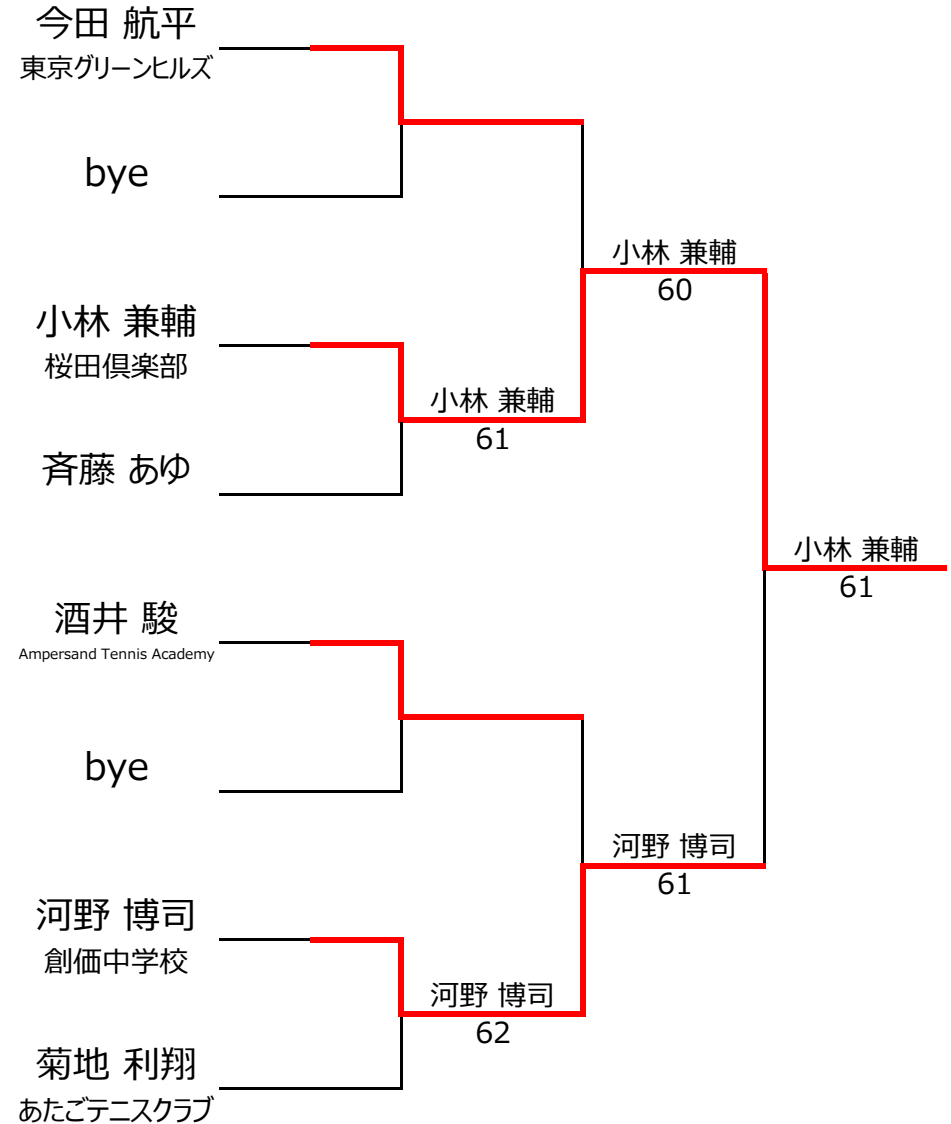 今田 航平
東京グリーンヒルズ
bye
小林 兼輔
60
小林 兼輔
桜田倶楽部
小林 兼輔
61
斉藤 あゆ
小林 兼輔
61
酒井 駿
Ampersand Tennis Academy
bye
河野 博司
61
河野 博司
創価中学校
河野 博司
62
菊地 利翔
あたごテニスクラブ